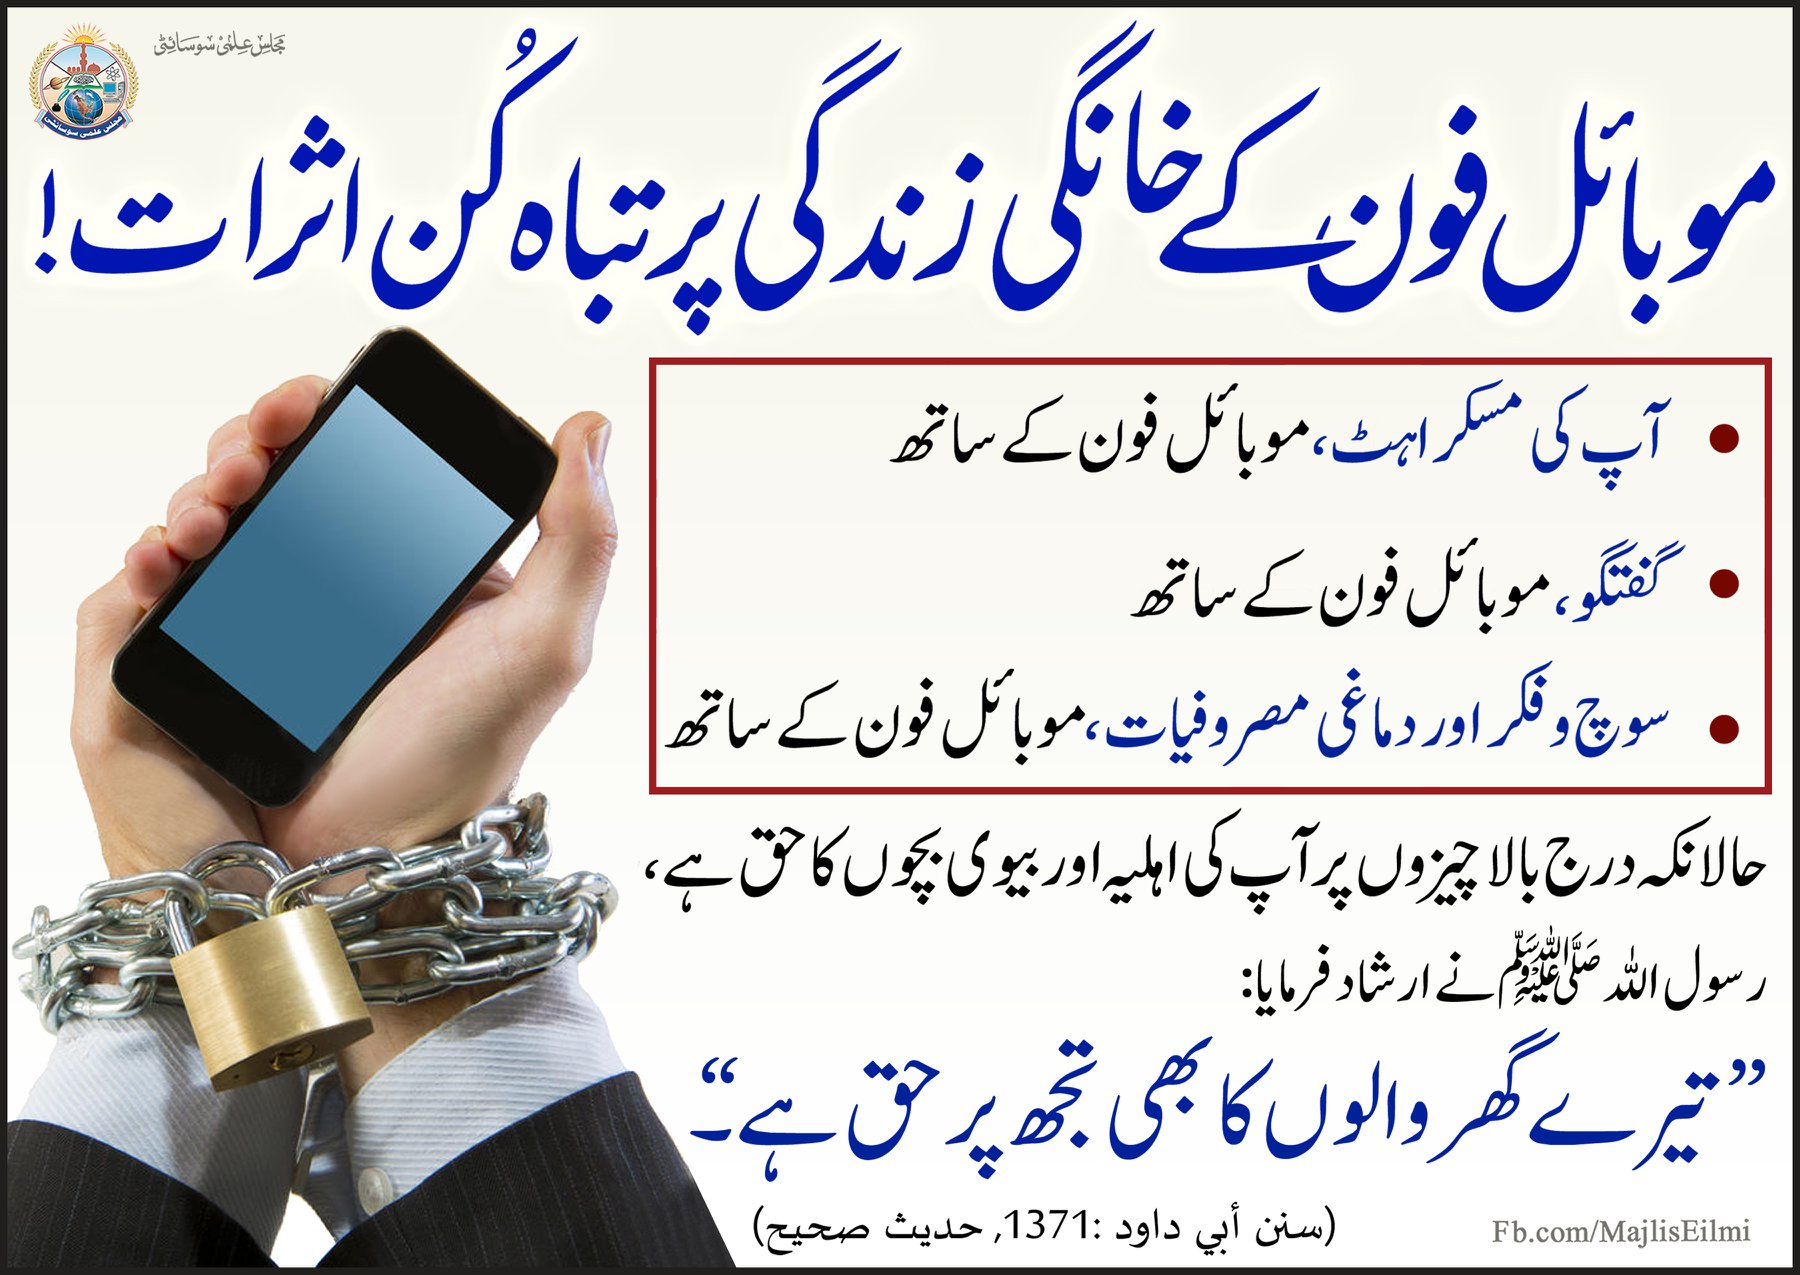 مجلس علمی سوسائٹی
مجلس علمی سوسائٹی
موبائل فون کے خانگی زندگی پر تباہ کُن اثرات!
• آپ کی مسکراہٹ، موبائل فون کے ساتھ
• گفتگو، موبائل فون کے ساتھ
• سوچ و فکر اور دماغی مصروفیات، موبائل فون کے ساتھ
حالانکہ درج بالا چیزوں پر آپ کی اہلیہ اور بیوی بچوں کا حق ہے،
رسول اللہ ﷺ نے ارشاد فرمایا:
”تیرے گھر والوں کا بھی تجھ پر حق ہے۔“
(سنن أبي داود :1371, حديث صحيح)
Fb.com/MajlisEilmi